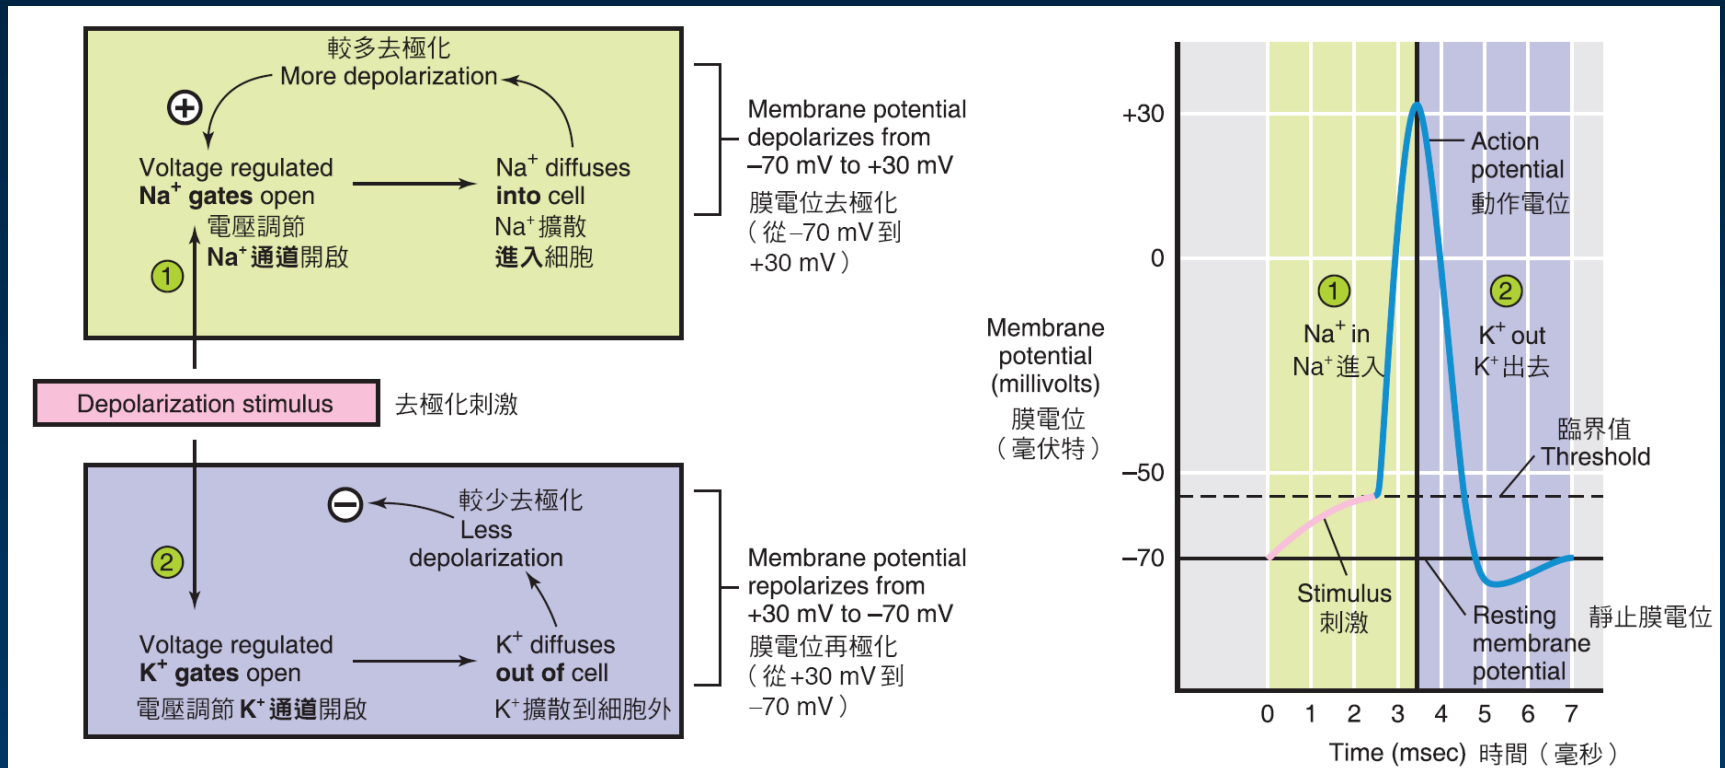 較多去極化
More depolarization
+
Voltage regulated
Na⁺ gates open
電壓調節
Na⁺通道開啟
Na⁺ diffuses
into cell
Na⁺擴散
進入細胞
1
Membrane potential
depolarizes from
–70 mV to +30 mV
膜電位去極化
（從–70 mV到
+30 mV）
Depolarization stimulus
去極化刺激
−
較少去極化
Less
depolarization
2
Voltage regulated
K⁺ gates open
電壓調節 K⁺通道開啟
K⁺ diffuses
out of cell
K⁺擴散到細胞外
Membrane potential
repolarizes from
+30 mV to –70 mV
膜電位再極化
（從+30 mV到
–70 mV）
Membrane
potential
(millivolts)
膜電位
（毫伏特）
+30
0
–50
–70
Action
potential
動作電位
1
Na⁺ in
Na⁺進入
2
K⁺ out
K⁺出去
臨界值
Threshold
Stimulus
刺激
Resting
membrane
potential
靜止膜電位
0 1 2 3 4 5 6 7
Time (msec) 時間（毫秒）